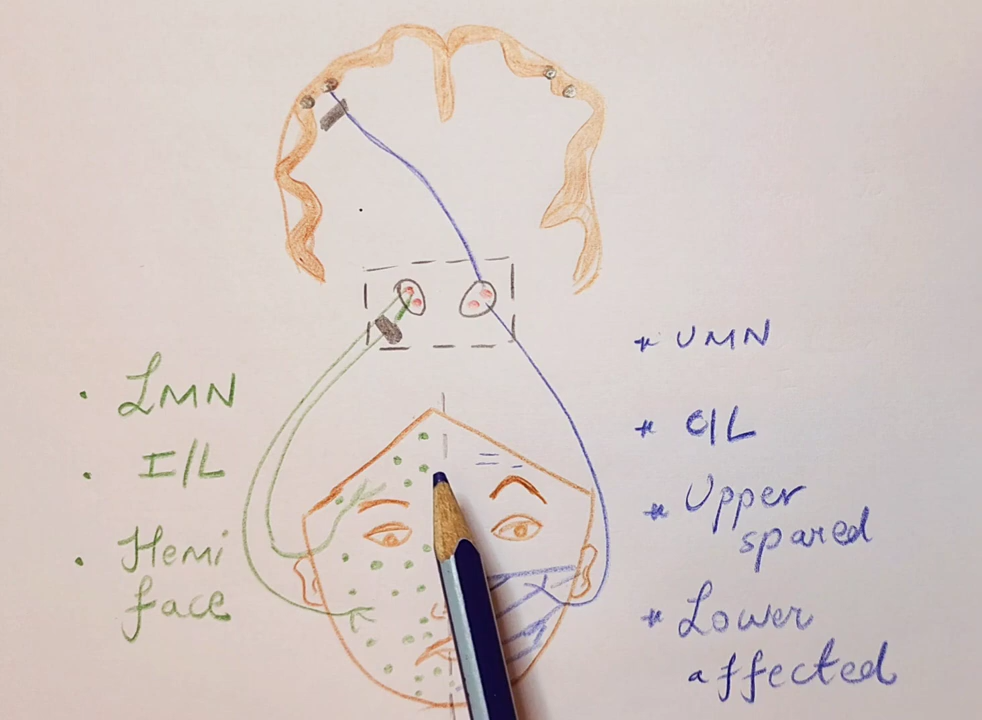 • LMN
• I/L
• Hemi
face
* UMN
* C/L
* Upper
spared
* Lower
affected